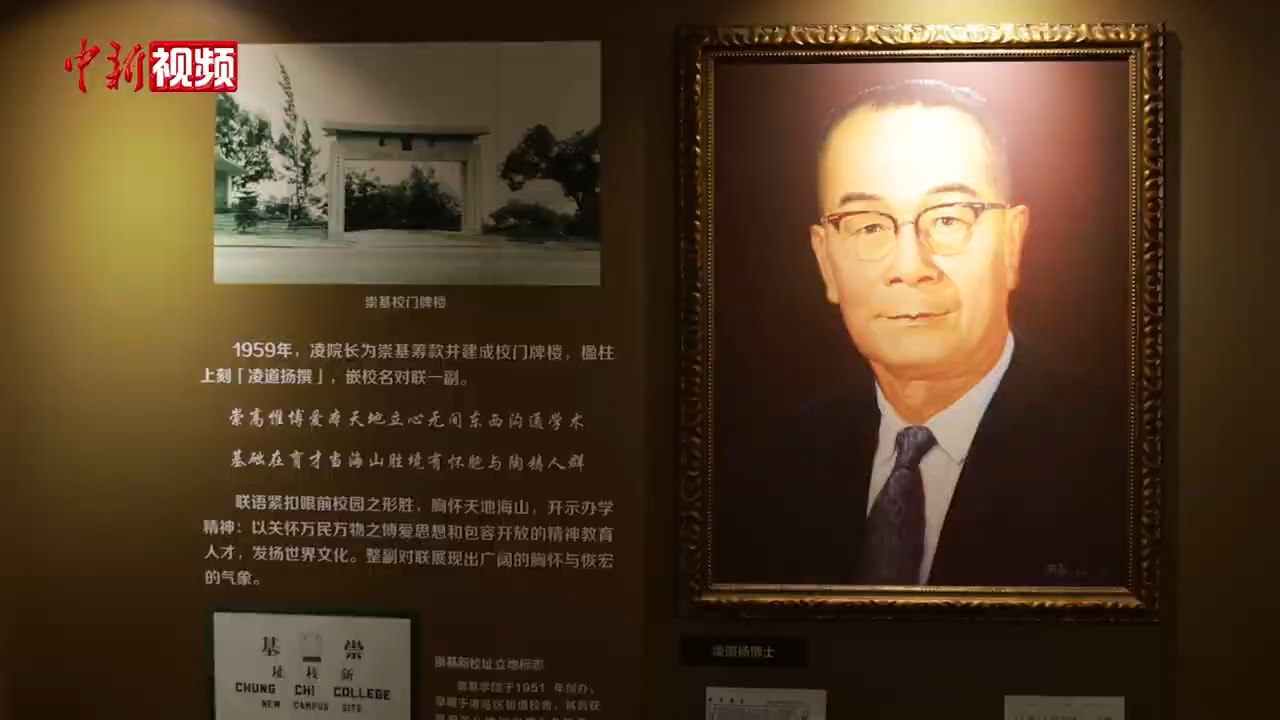 中新视频
崇基校门牌楼
1959年，凌院长为崇基筹款并建成校门牌楼，楹柱
上刻「凌道扬撰」，嵌校名对联一副。
崇高惟博爱本天地立心无间东西沟通学术
基础在育才当海山胜境有怀胞与陶铸人群
联语紧扣眼前校园之形胜，胸怀天地海山，开示办学
精神：以关怀万民万物之博爱思想和包容开放的精神教育
人才，发扬世界文化。整副对联展现出广阔的胸怀与恢宏
的气象。
基 崇
址 校 新
CHUNG CHI COLLEGE
NEW CAMPUS SITE
崇基新校址立地标志
崇基学院于1951 年创办，
凌道扬博士